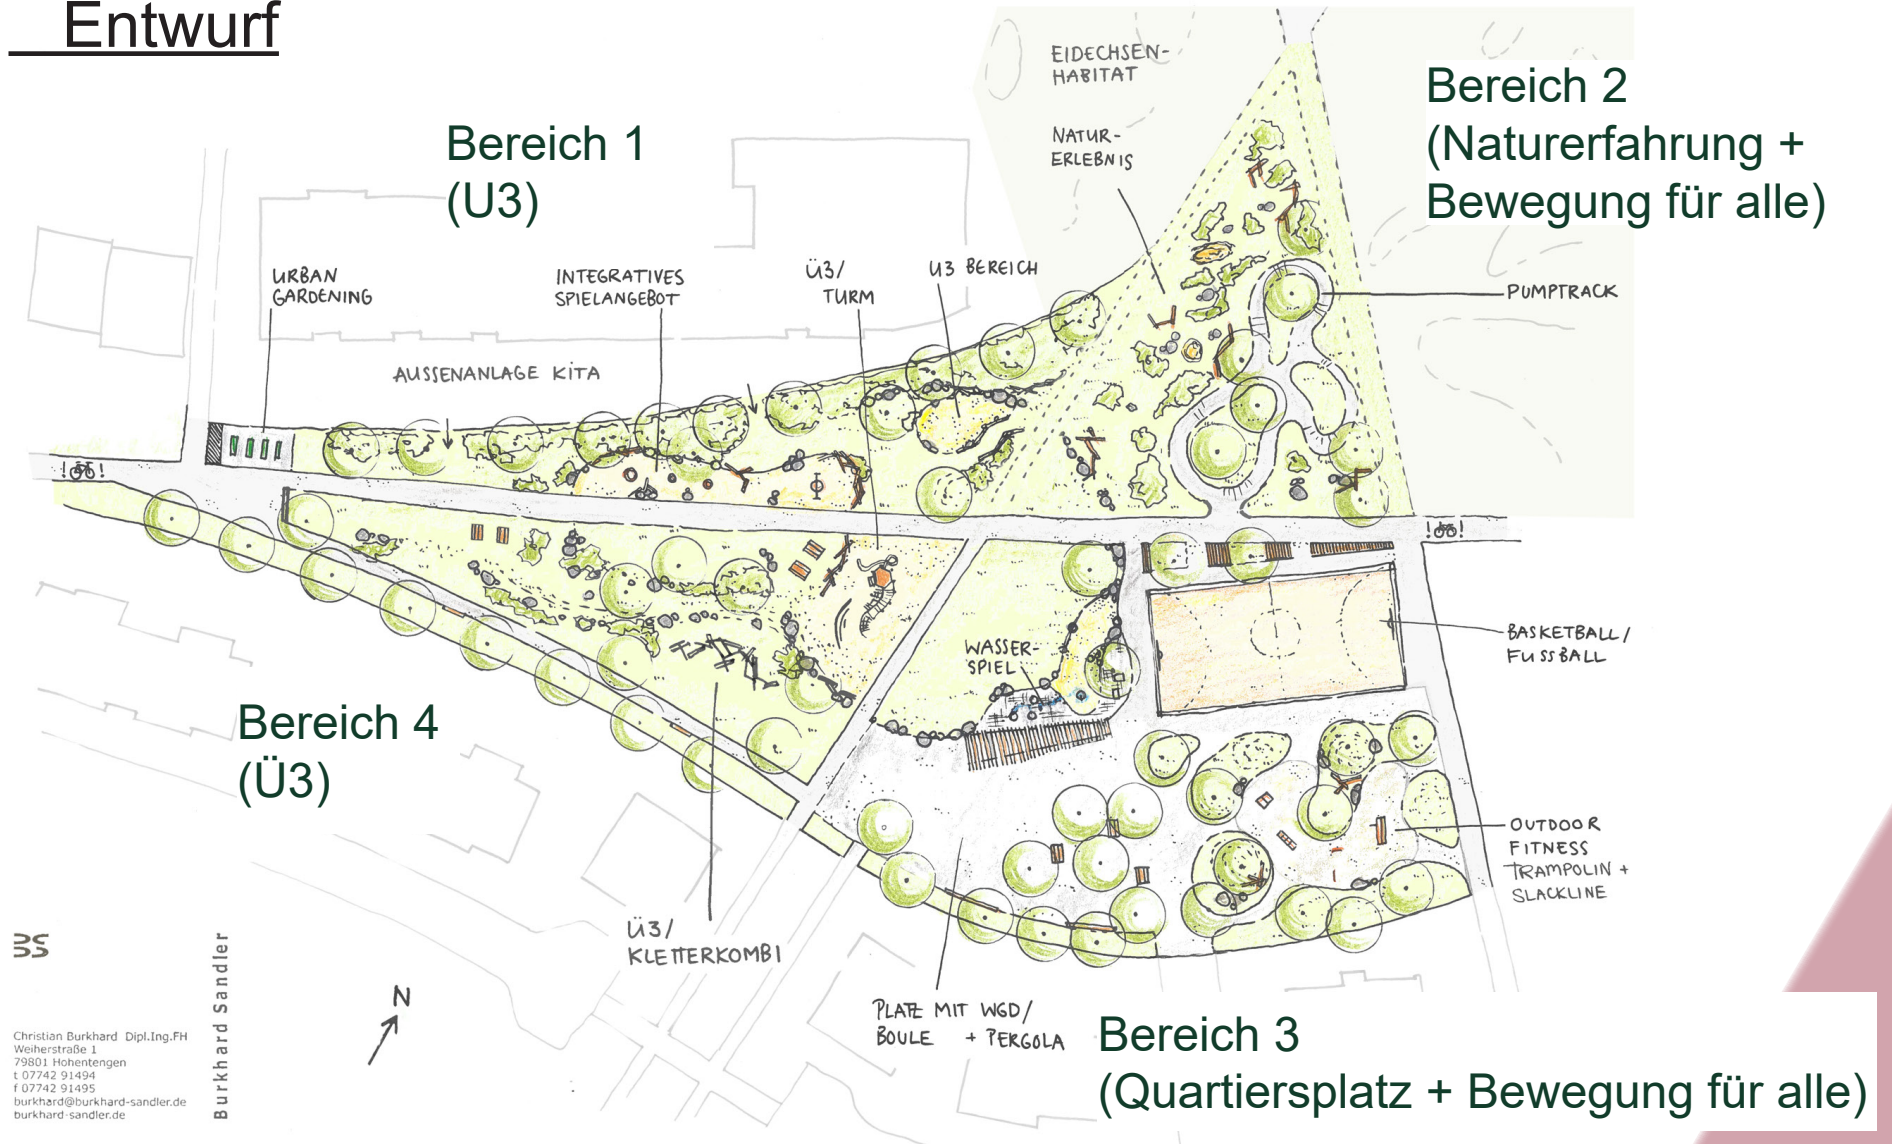 Entwurf
EIDECHSEN-
HABITAT
Bereich 2
(Naturerfahrung +
Bewegung für alle)
Bereich 1
(U3)
NATUR-
ERLEBNIS
URBAN
GARDENING
INTEGRATIVES
SPIELANGEBOT
Ü3/
TURM
U3 BEREICH
PUMPTRACK
AUSSENANLAGE KITA
! !
! !
WASSER-
SPIEL
BASKETBALL/
FUSSBALL
Bereich 4
(Ü3)
OUTDOOR
FITNESS
TRAMPOLIN +
SLACKLINE
Ü3/
KLETTERKOMBI
N
PLATZ MIT WGD/
BOULE + PERGOLA
Bereich 3
(Quartiersplatz + Bewegung für alle)
BS
Burkhard Sandler
Christian Burkhard Dipl.Ing.FH
Weiherstraße 1
79801 Hohentengen
t 07742 91494
f 07742 91495
burkhard@burkhard-sandler.de
burkhard-sandler.de